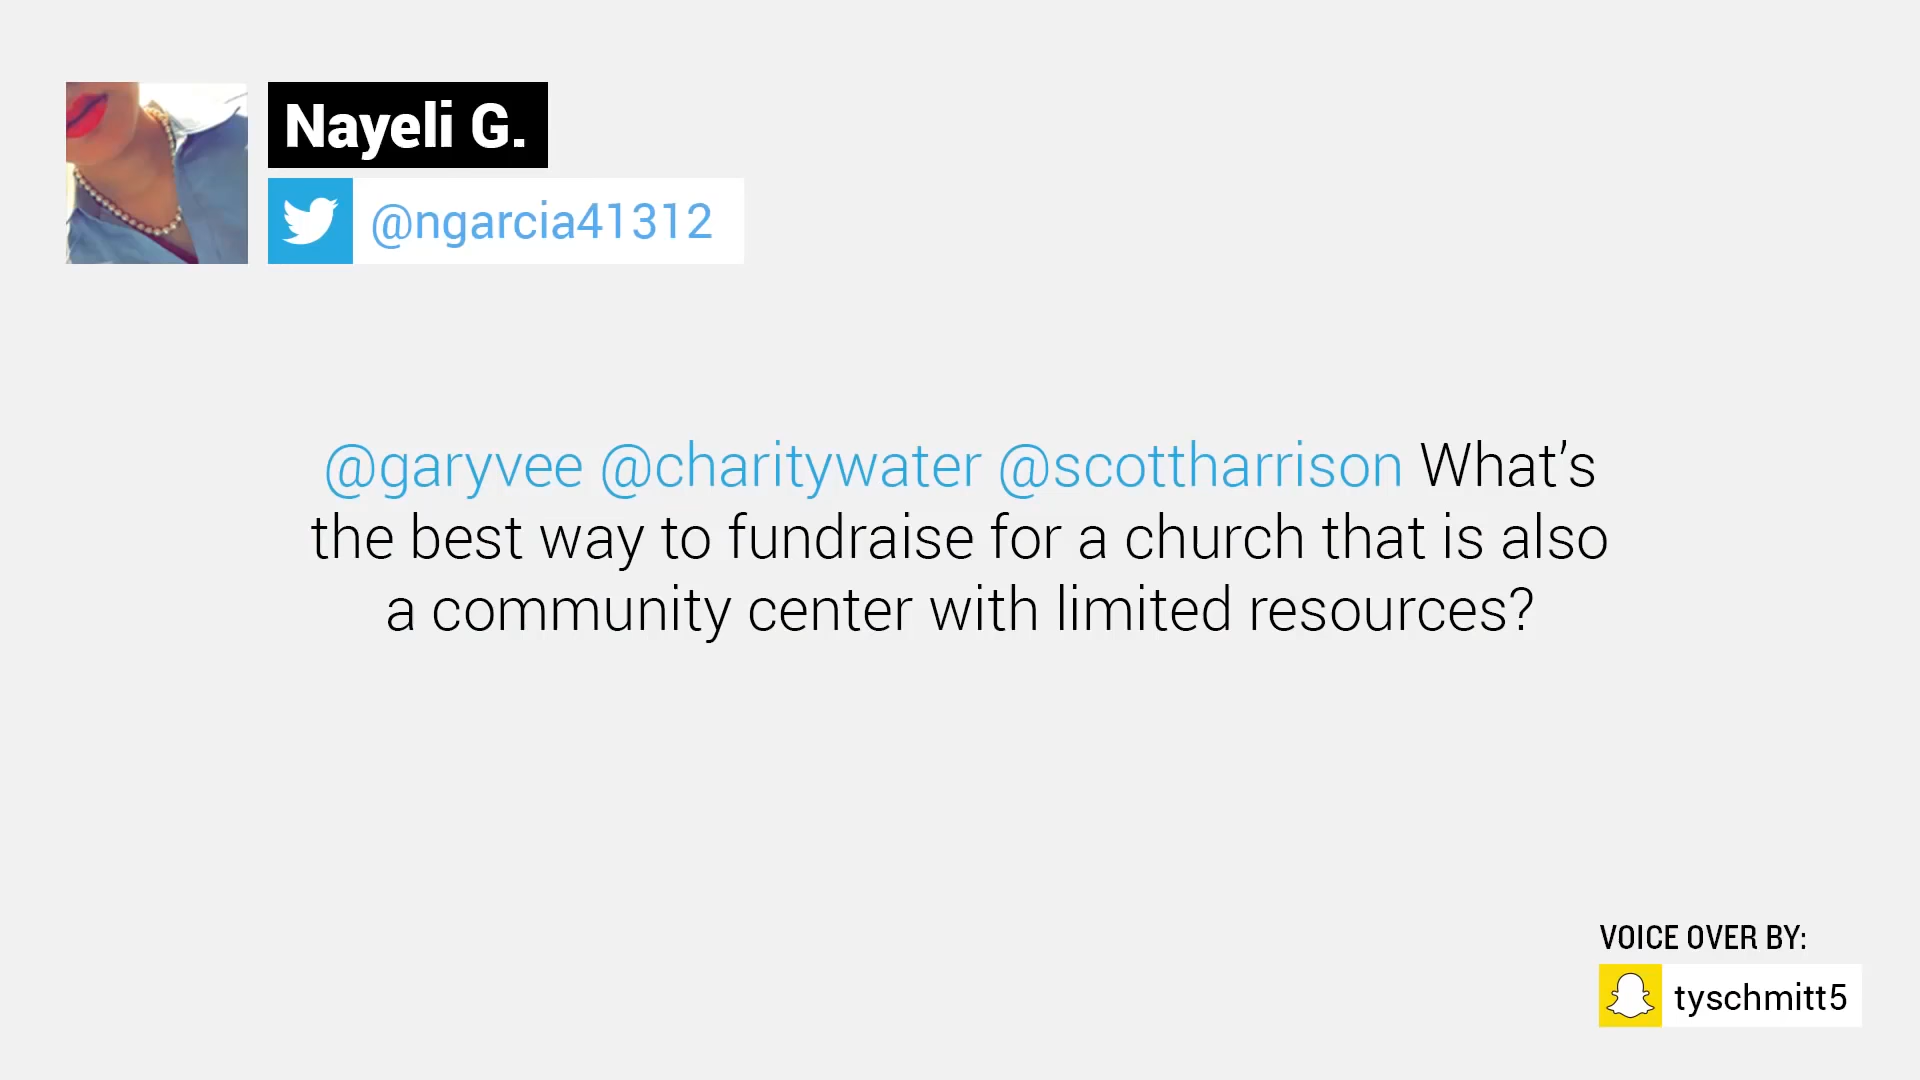 Nayeli G.
@ngarcia41312
@garyvee @charitywater @scottharrison What's
the best way to fundraise for a church that is also
a community center with limited resources?
VOICE OVER BY:
tyschmitt5